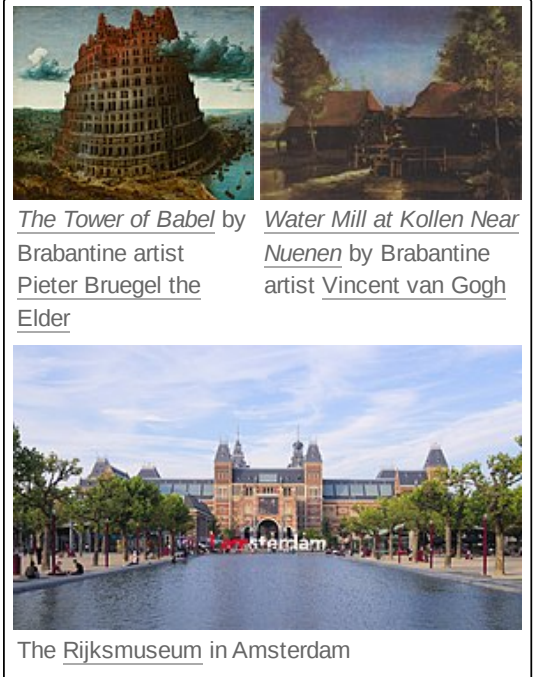 The Tower of Babel by
Brabantine artist
Pieter Bruegel the
Elder
Water Mill at Kollen Near
Nuenen by Brabantine
artist Vincent van Gogh
I amsterdam
The Rijksmuseum in Amsterdam